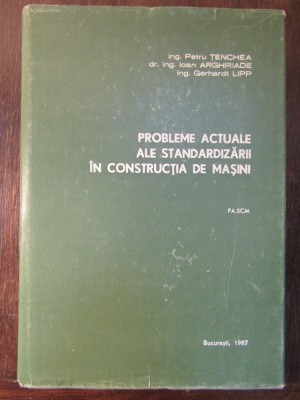 ing. Petru ȚENCHEA
dr. ing. Ioan ARGHIRIADE
ing. Gerhardt LIPP
PROBLEME ACTUALE
ALE STANDARDIZĂRII
ÎN CONSTRUCȚIA DE MAȘINI
PA.SCM
București, 1987